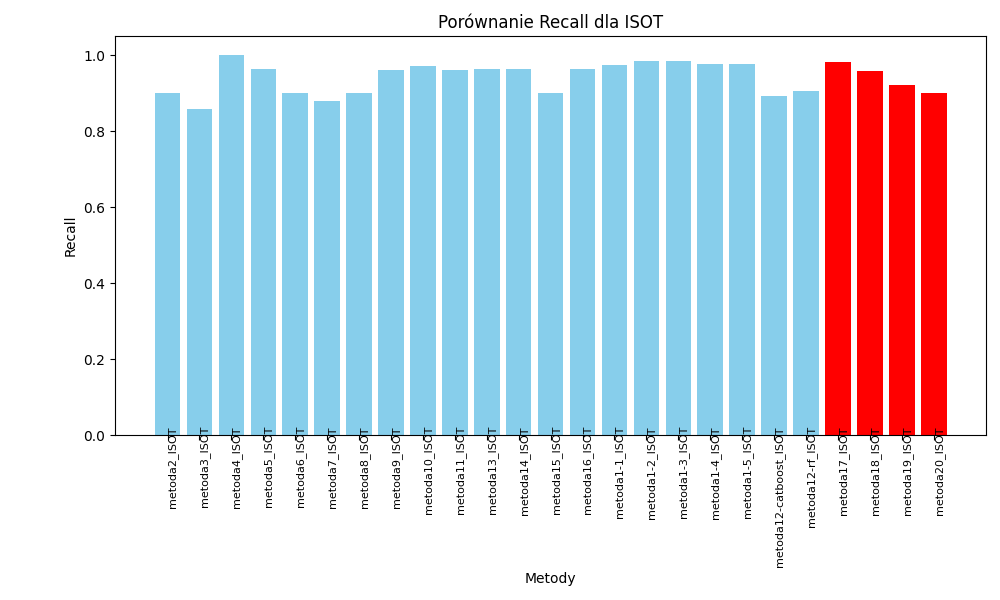 Porównanie Recall dla ISOT
Recall
1.0
0.8
0.6
0.4
0.2
0.0
metoda2_ISOT
metoda3_ISOT
metoda4_ISOT
metoda5_ISOT
metoda6_ISOT
metoda7_ISOT
metoda8_ISOT
metoda9_ISOT
metoda10_ISOT
metoda11_ISOT
metoda13_ISOT
metoda14_ISOT
metoda15_ISOT
metoda16_ISOT
metoda1-1_ISOT
metoda1-2_ISOT
metoda1-3_ISOT
metoda1-4_ISOT
metoda1-5_ISOT
metoda12-catboost_ISOT
metoda12-rf_ISOT
metoda17_ISOT
metoda18_ISOT
metoda19_ISOT
metoda20_ISOT
Metody